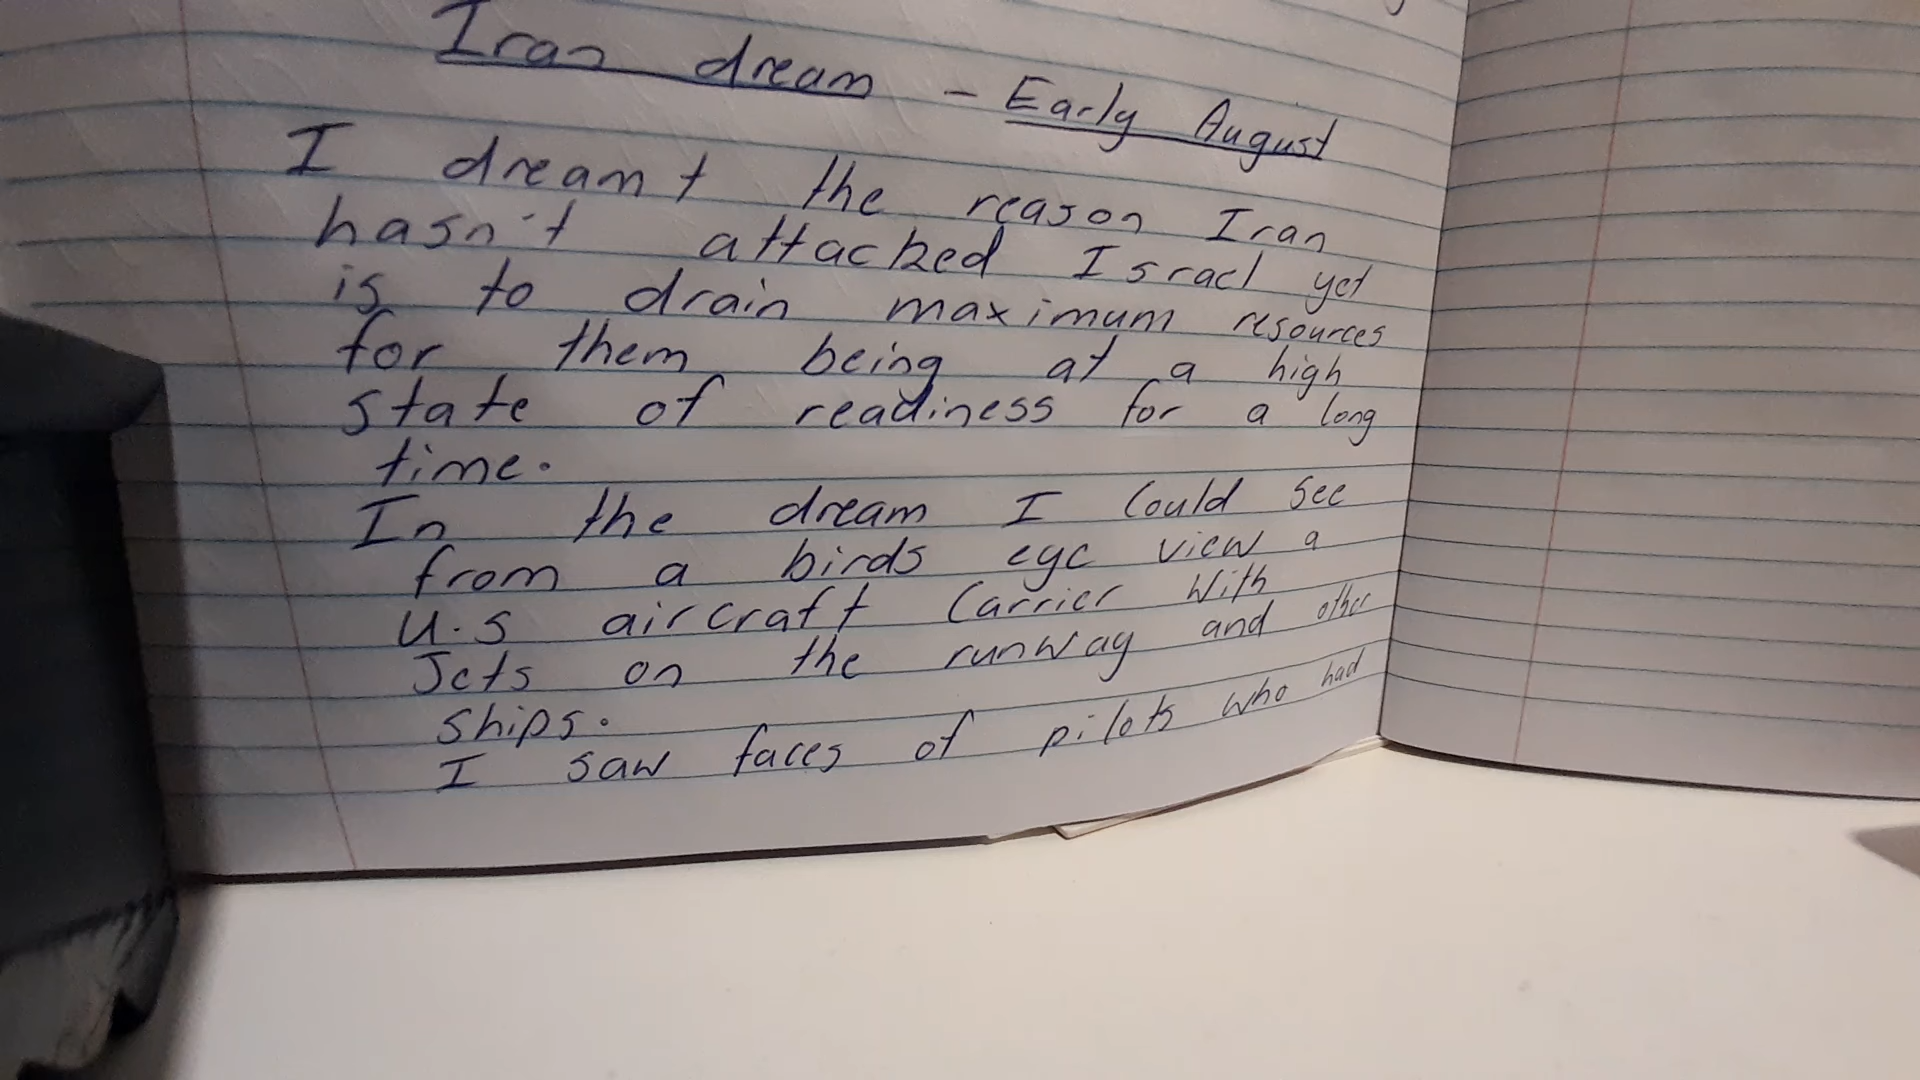 Iran dream - Early August
I dreamt the reason Iran
hasn't attacked Israel yet
is to drain maximum resources
for them being at a high
state of readiness for a long
time.
In the dream I Could see
from a birds eye view a
U.S aircraft Carrier With
Jets on the runway and other
ships.
I saw faces of pilots who had